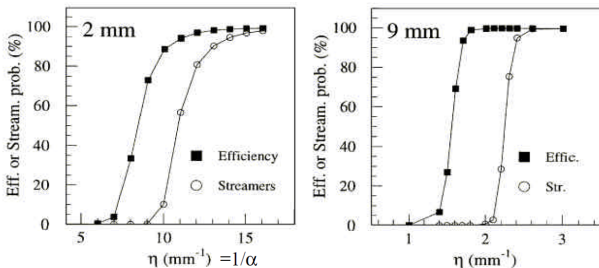 2 mm
Eff. or Stream. prob. (%)
100
80
60
40
20
0
Efficiency
Streamers
5
10
15
η (mm⁻¹) =1/α
9 mm
Eff. or Stream. prob. (%)
100
80
60
40
20
0
Effic.
Str.
1
2
3
η (mm⁻¹)